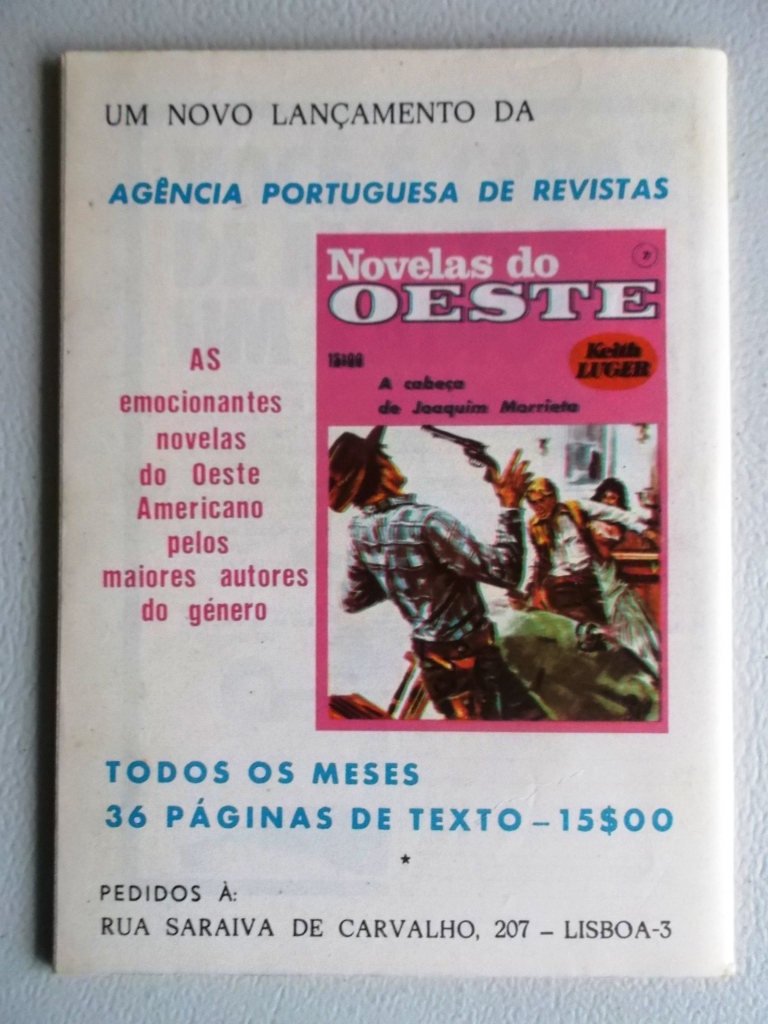 UM NOVO LANÇAMENTO DA
AGÊNCIA PORTUGUESA DE REVISTAS
Novelas do
OESTE
15$00
Keith
LUGER
A cabeça
de Joaquim Morrieta
AS
emocionantes
novelas
do Oeste
Americano
pelos
maiores autores
do género
TODOS OS MESES
36 PÁGINAS DE TEXTO – 15$00
PEDIDOS À:
RUA SARAIVA DE CARVALHO, 207 – LISBOA-3